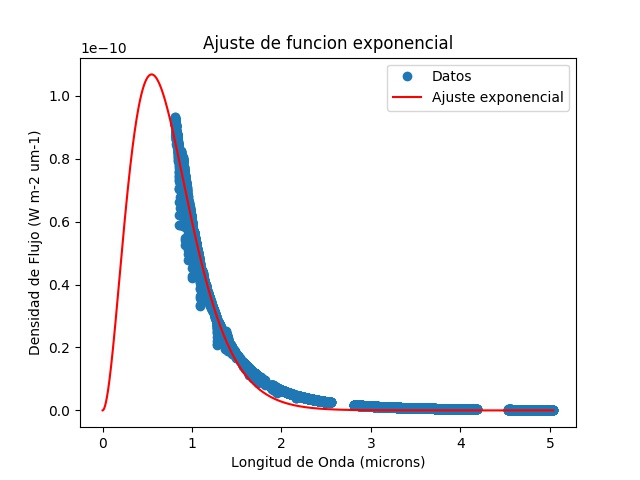 Ajuste de funcion exponencial
1e−10
Datos
Ajuste exponencial
Densidad de Flujo (W m-2 um-1)
1.0
0.8
0.6
0.4
0.2
0.0
0 1 2 3 4 5
Longitud de Onda (microns)